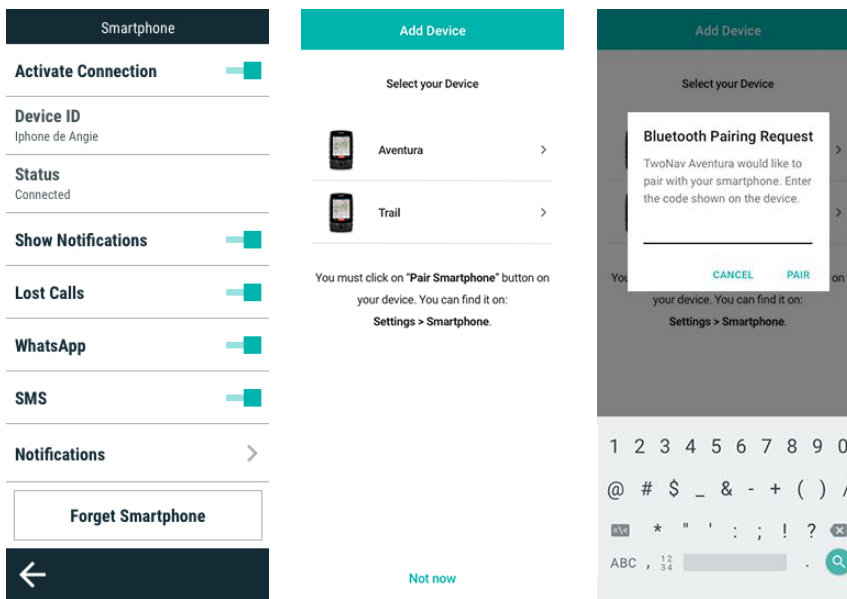 Smartphone
Activate Connection
Device ID
Iphone de Angie
Status
Connected
Show Notifications
Lost Calls
WhatsApp
SMS
Notifications
Forget Smartphone
Add Device
Select your Device
Aventura
Trail
You must click on "Pair Smartphone" button on
your device. You can find it on:
Settings > Smartphone.
Not now
Add Device
Select your Device
Bluetooth Pairing Request
TwoNav Aventura would like to
pair with your smartphone. Enter
the code shown on the device.
CANCEL PAIR
You on
your device. You can find it on:
Settings > Smartphone.
1 2 3 4 5 6 7 8 9 0
@ # $ _ & - + ( ) /
=\< * " ' : ; ! ?
ABC , 12 34 .